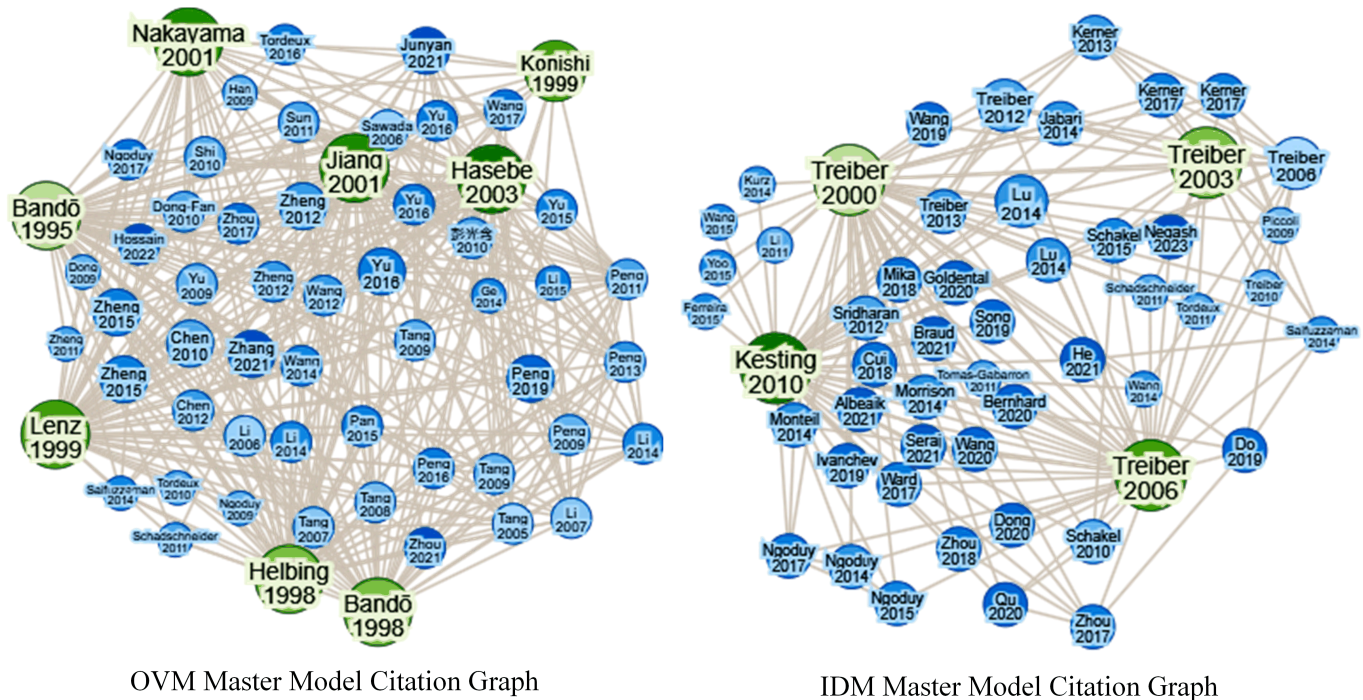 Nakayama
2001
Tordeux
2016
Junyan
2021
Konishi
1999
Han
2009
Sun
2011
Sawada
2006
Yu
2016
Wang
2017
Ngoduy
2017
Shi
2010
Jiang
2001
Hasebe
2003
Bandō
1995
Dong-Fan
2010
Zhou
2017
Zheng
2012
Yu
2016
Yu
2015
Hossain
2022
2010
Dong
2009
Yu
2009
Zheng
2012
Wang
2012
Yu
2016
Ge
2014
Li
2015
Peng
2011
Zheng
2015
Zheng
2011
Chen
2010
Zhang
2021
Wang
2014
Tang
2009
Peng
2019
Peng
2013
Zheng
2015
Chen
2012
Lenz
1999
Li
2006
Li
2014
Pan
2015
Peng
2009
Li
2014
Saifuzzaman
2014
Tordeux
2010
Ngoduy
2009
Peng
2016
Tang
2009
Tang
2008
Schadschneider
2011
Tang
2007
Zhou
2021
Tang
2005
Li
2007
Helbing
1998
Bandō
1998
OVM Master Model Citation Graph
Kerner
2013
Treiber
2012
Kerner
2017
Kerner
2017
Wang
2019
Jabari
2014
Treiber
2000
Treiber
2003
Treiber
2006
Kurz
2014
Lu
2014
Wang
2015
Treiber
2013
Li
2011
Schakel
2015
Negash
2023
Piccoli
2009
Yoo
2015
Lu
2014
Mika
2018
Goldental
2020
Schadschneider
2011
Treiber
2010
Ferreira
2015
Sridharan
2012
Song
2019
Tordeux
2011
Saifuzzaman
2014
Braud
2021
Kesting
2010
Cui
2018
He
2021
Tomas-Gabarron
2011
Morrison
2014
Wang
2014
Albeaik
2021
Bernhard
2020
Monteil
2014
Serai
2021
Wang
2020
Do
2019
Ivanchev
2019
Ward
2017
Treiber
2006
Dong
2020
Schakel
2010
Ngoduy
2017
Ngoduy
2014
Zhou
2018
Ngoduy
2015
Qu
2020
Zhou
2017
IDM Master Model Citation Graph